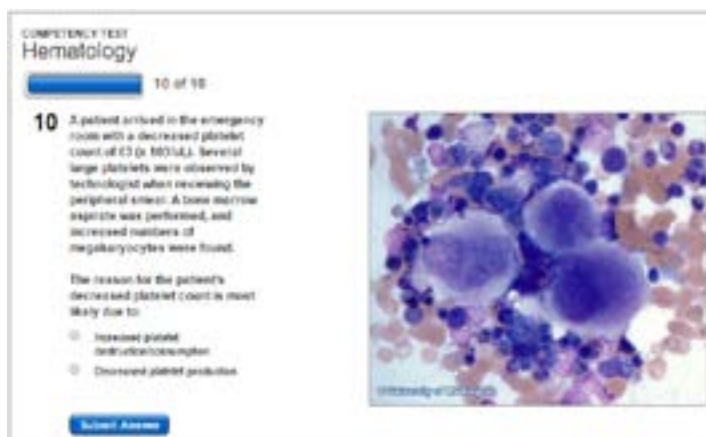 COMPETENCY TEST
Hematology
10 of 10
10 A patient arrived in the emergency
room with a decreased platelet
count of
Several
large platelets were observed by
technologist when reviewing the
peripheral smear. A bone marrow
aspirate was performed, and
increased numbers of
megakaryocytes were found.
The reason for the patient's
decreased platelet count is most
likely due to:
Increased platelet
destruction/consumption
Decreased platelet production
Submit Answer
© University of